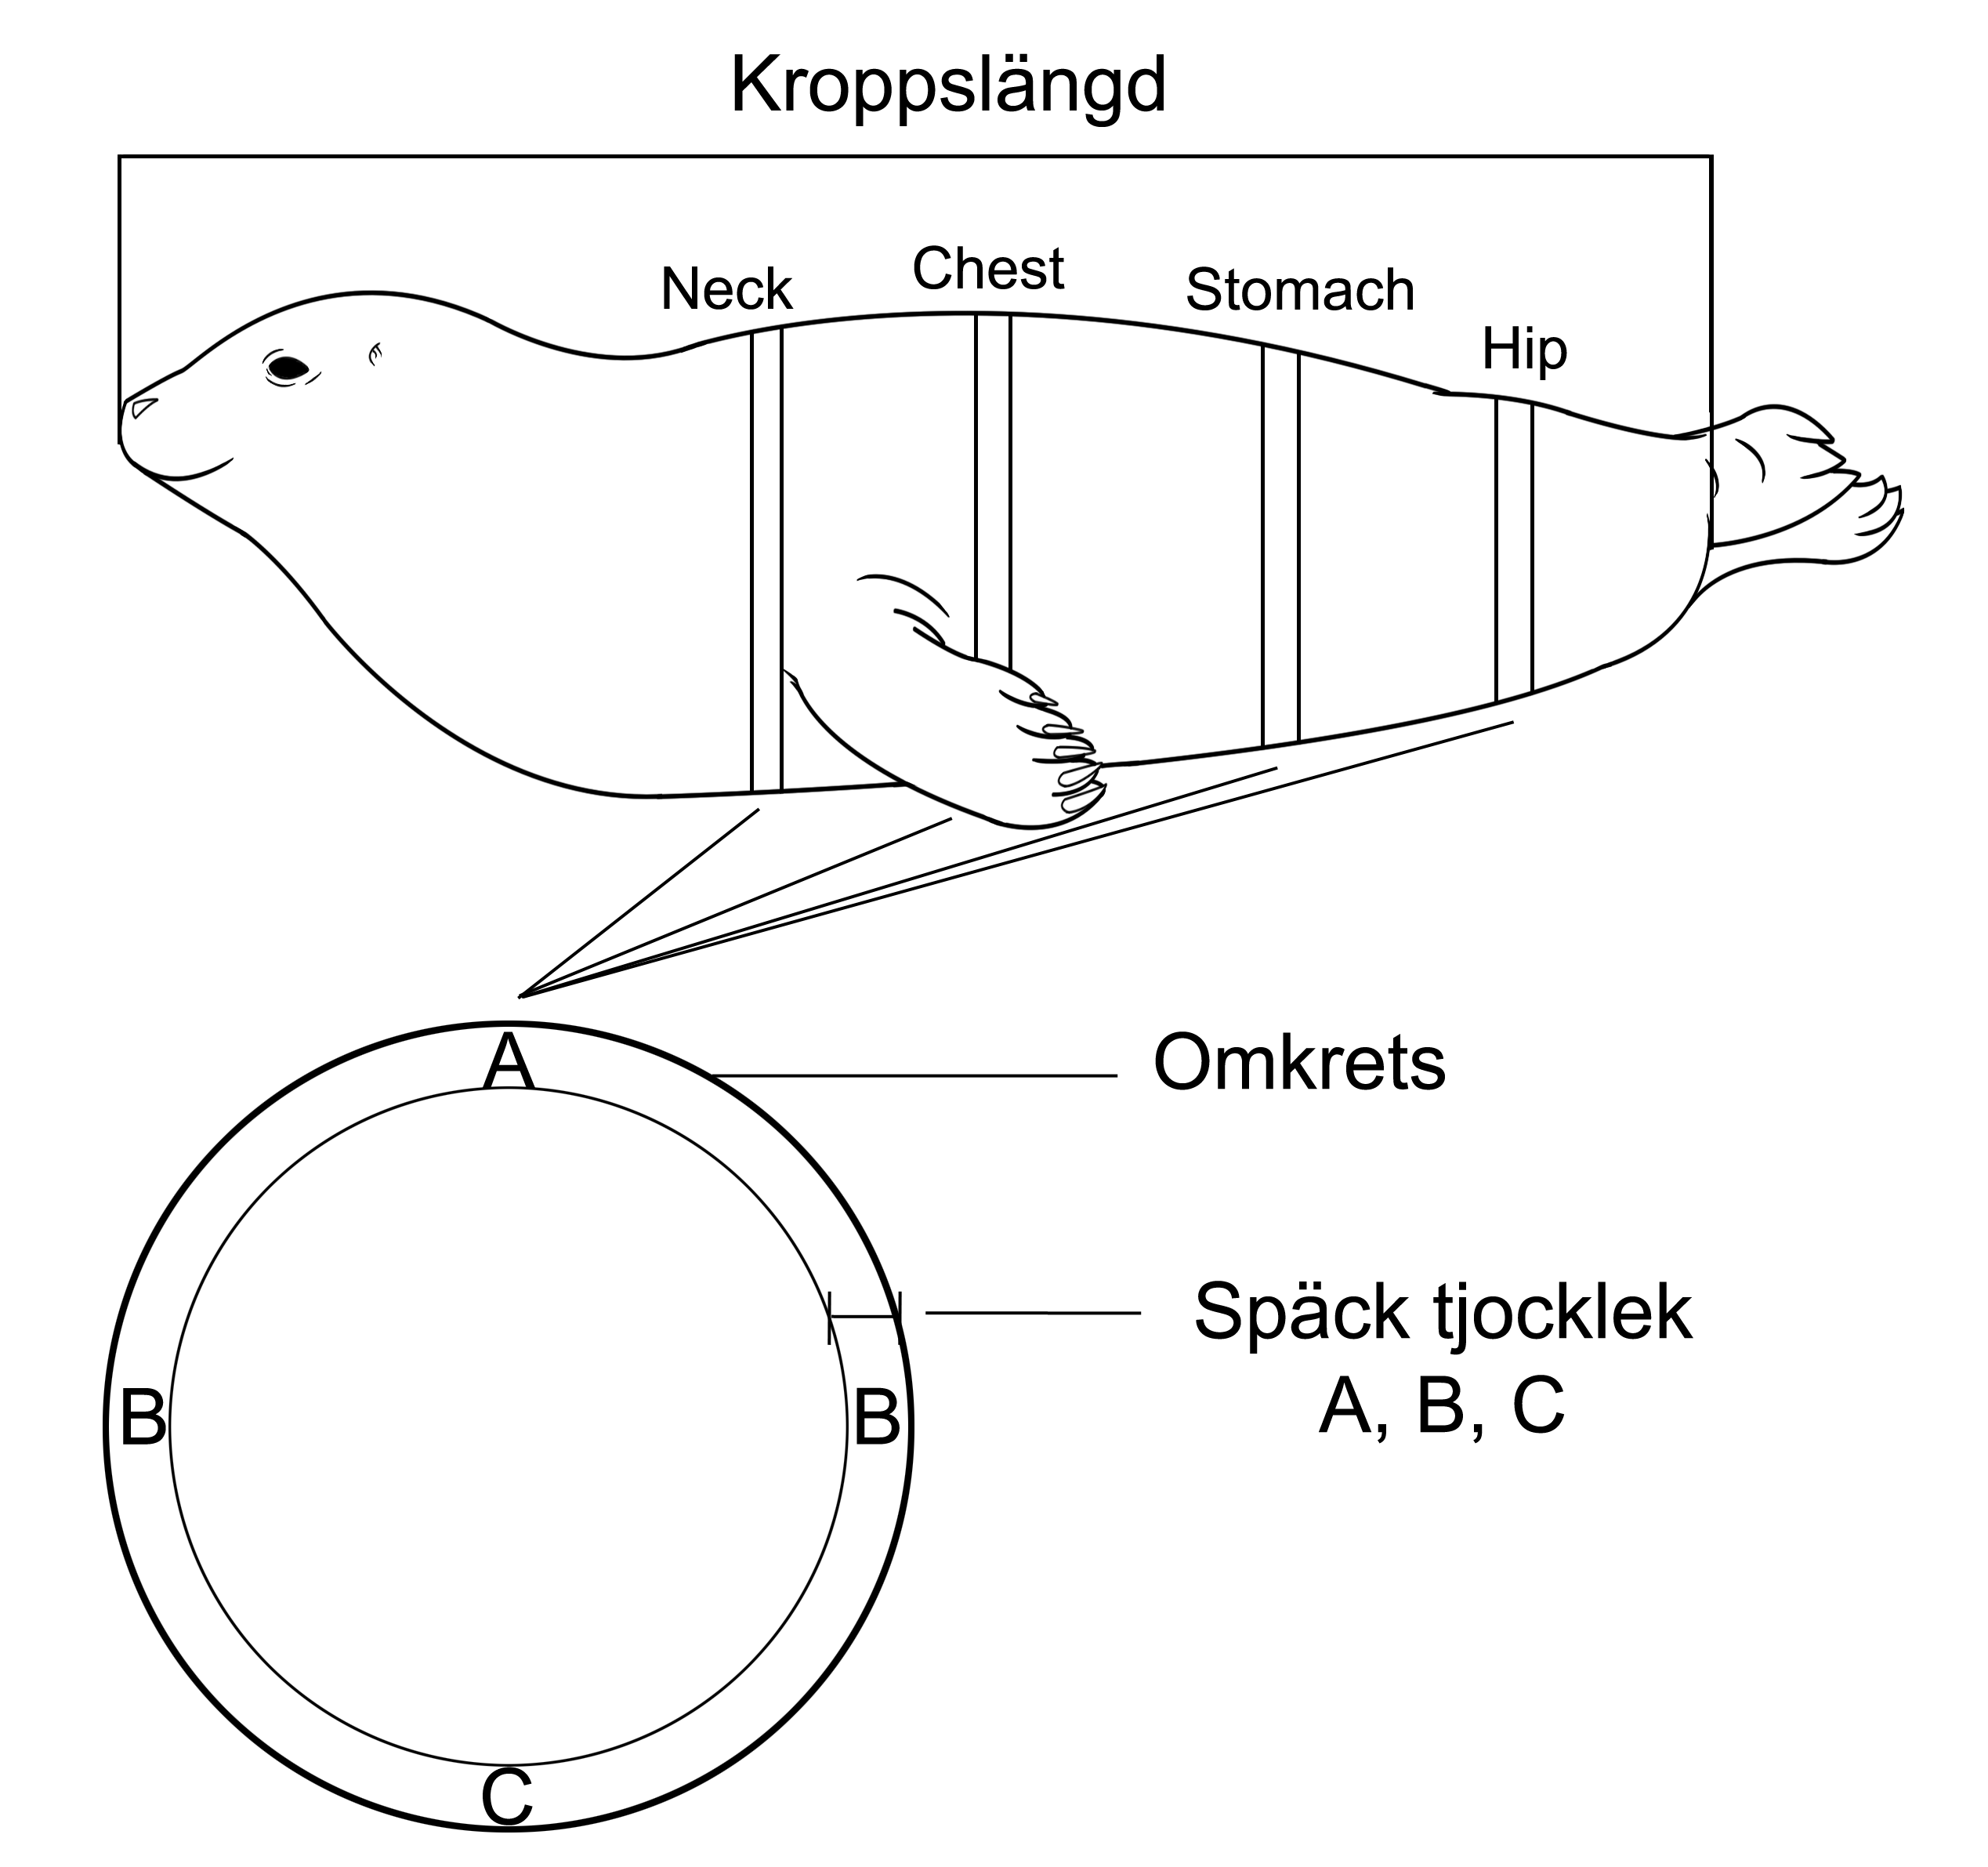 Kroppslängd
Neck
Chest
Stomach
Hip
A
Omkrets
Späck tjocklek
A, B, C
B
B
C